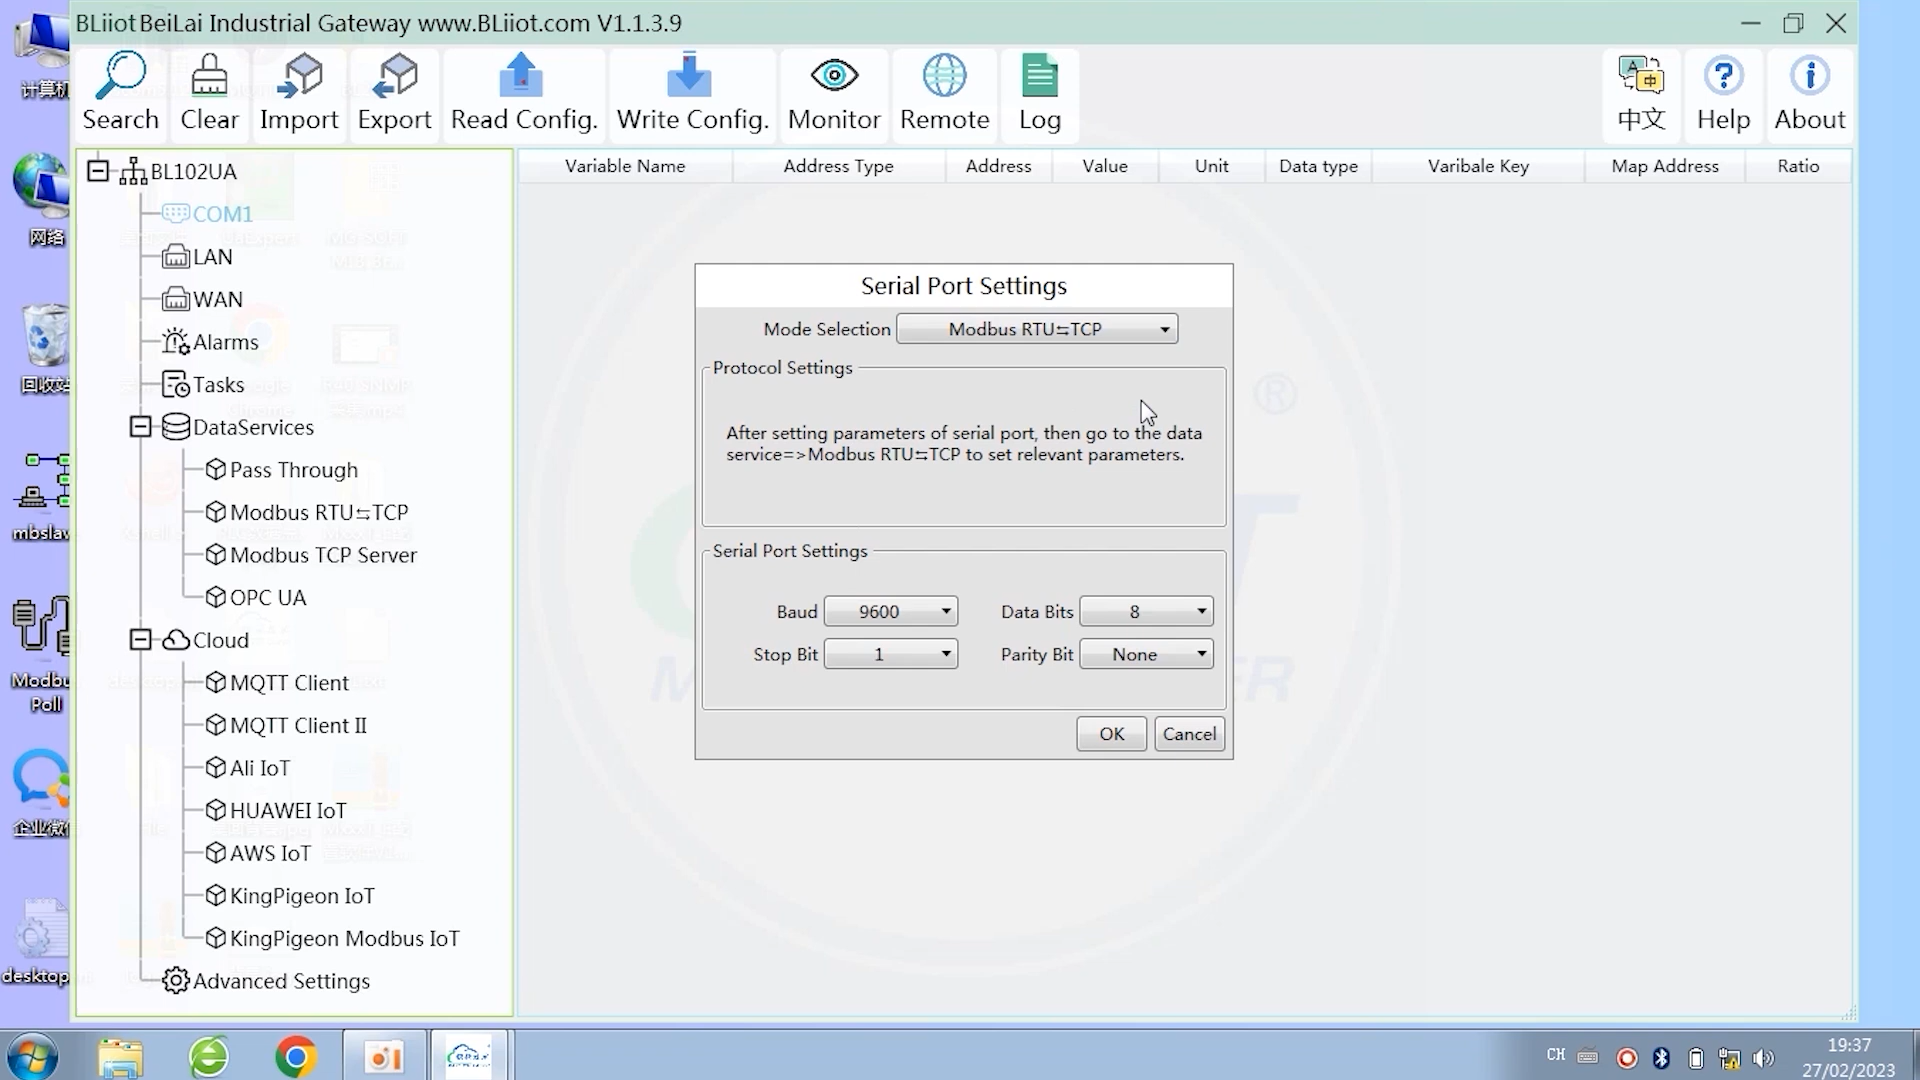 BLiiot BeiLai Industrial Gateway www.BLiiot.com V1.1.3.9
Search
Clear
Import
Export
Read Config.
Write Config.
Monitor
Remote
Log
中文
Help
About
BL102UA
COM1
LAN
WAN
Alarms
Tasks
DataServices
Pass Through
Modbus RTU⇆TCP
Modbus TCP Server
OPC UA
Cloud
MQTT Client
MQTT Client II
Ali IoT
HUAWEI IoT
AWS IoT
KingPigeon IoT
KingPigeon Modbus IoT
Advanced Settings
Variable Name
Address Type
Address
Value
Unit
Data type
Varibale Key
Map Address
Ratio
Serial Port Settings
Mode Selection
Modbus RTU⇆TCP
Protocol Settings
After setting parameters of serial port, then go to the data
service=>Modbus RTU⇆TCP to set relevant parameters.
Serial Port Settings
Baud
9600
Data Bits
8
Stop Bit
1
Parity Bit
None
OK
Cancel
计算机
网络
回收站
mbslav
Modbu
Poll
企业微信
desktop.
CH
19:37
27/02/2023